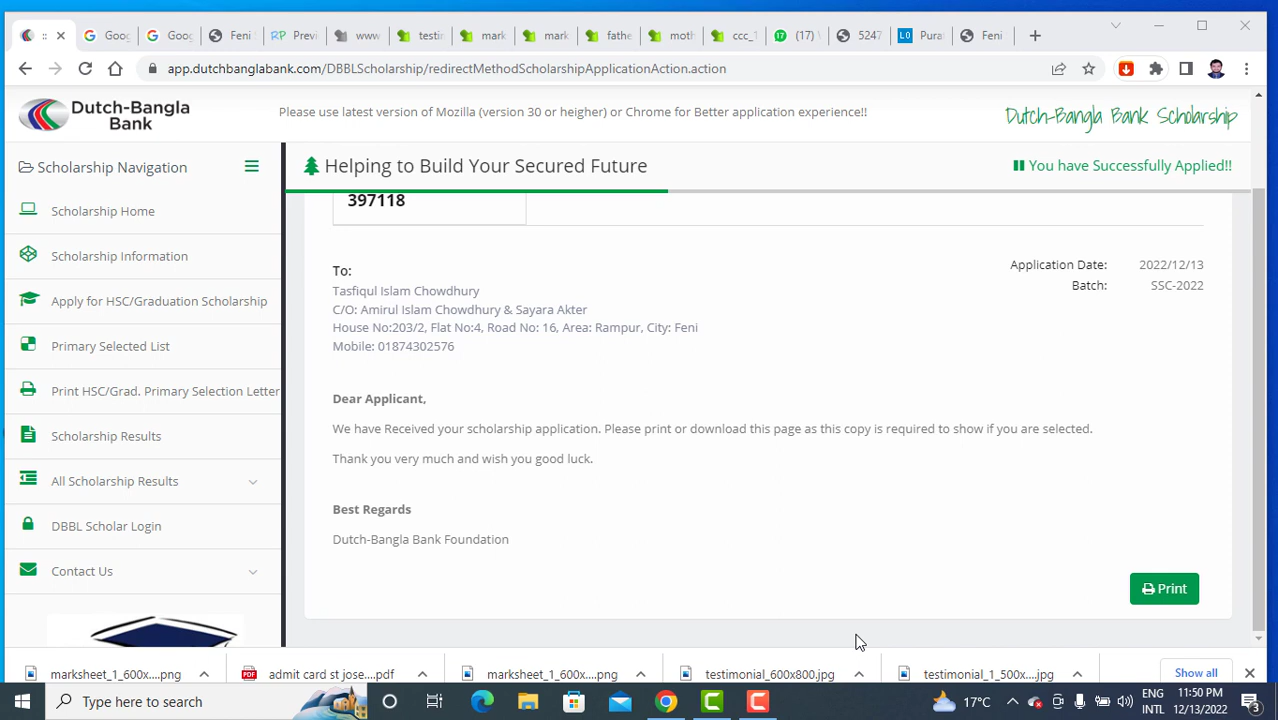 :: Goog Goog Feni S RP Previ www testir mark mark fathe moth ccc_1 (17) V 5247 LO Purat Feni
app.dutchbanglabank.com/DBBLScholarship/redirectMethodScholarshipApplicationAction.action
Dutch-Bangla
Bank
Please use latest version of Mozilla (version 30 or heigher) or Chrome for Better application experience!!
Dutch-Bangla Bank Scholarship
Scholarship Navigation
Helping to Build Your Secured Future
You have Successfully Applied!!
Scholarship Home
Scholarship Information
Apply for HSC/Graduation Scholarship
Primary Selected List
Print HSC/Grad. Primary Selection Letter
Scholarship Results
All Scholarship Results
DBBL Scholar Login
Contact Us
397118
To:
Tasfiqul Islam Chowdhury
C/O: Amirul Islam Chowdhury & Sayara Akter
House No:203/2, Flat No:4, Road No: 16, Area: Rampur, City: Feni
Mobile: 01874302576
Application Date: 2022/12/13
Batch: SSC-2022
Dear Applicant,
We have Received your scholarship application. Please print or download this page as this copy is required to show if you are selected.
Thank you very much and wish you good luck.
Best Regards
Dutch-Bangla Bank Foundation
Print
marksheet_1_600x....png PDF admit card st jose....pdf marksheet_1_600x....png testimonial_600x800.jpg testimonial_1_500x....jpg Show all
Type here to search 17°C ENG 11:50 PM
INTL 12/13/2022 3